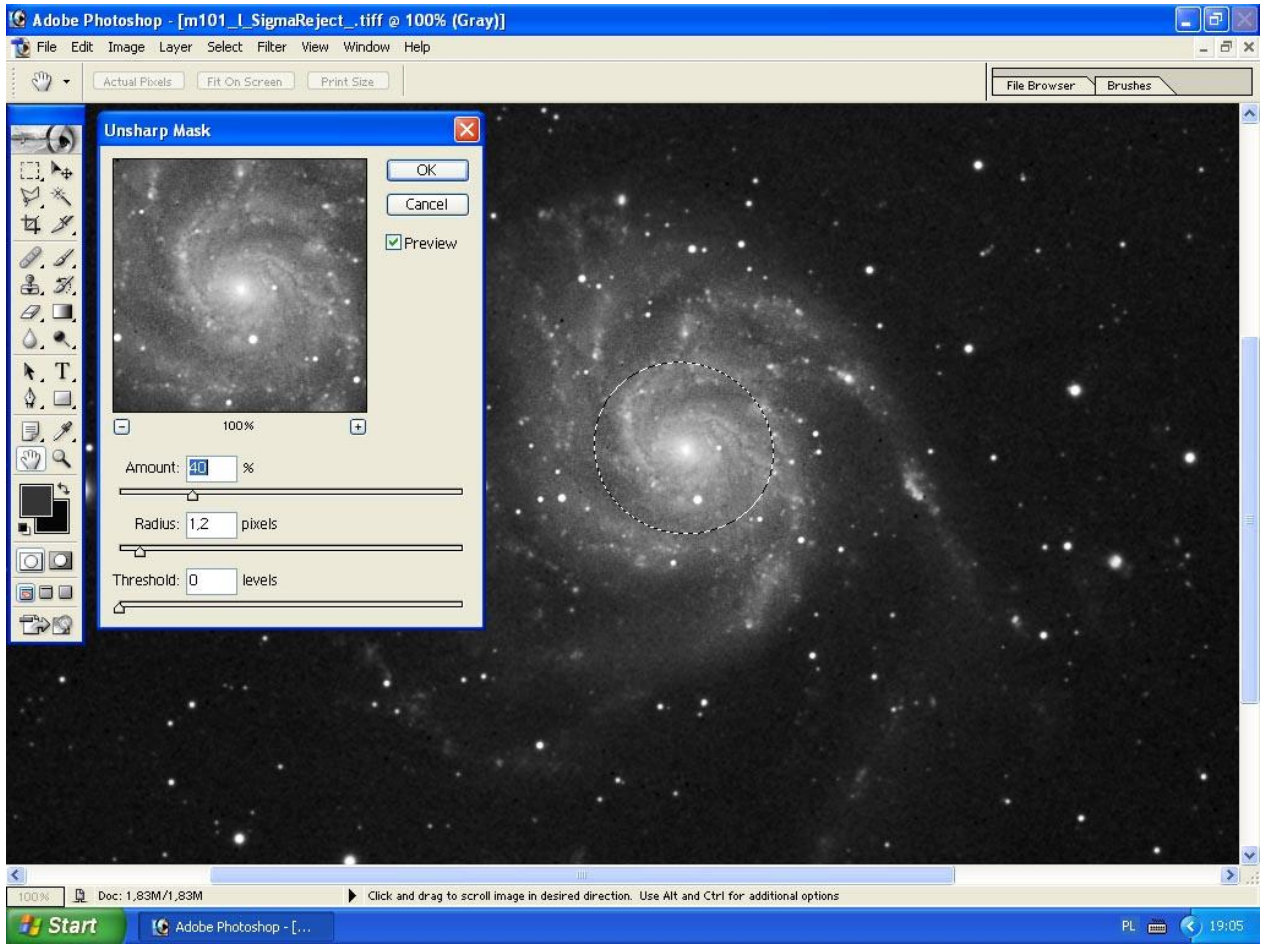 Adobe Photoshop - [m101_l_SigmaReject_.tiff @ 100% (Gray)]
File Edit Image Layer Select Filter View Window Help
Actual Pixels Fit On Screen Print Size File Browser Brushes
Unsharp Mask
OK
Cancel
Preview
100%
Amount: 40 %
Radius: 1,2 pixels
Threshold: 0 levels
T
100% Doc: 1,83M/1,83M Click and drag to scroll image in desired direction. Use Alt and Ctrl for additional options
Start Adobe Photoshop - [... PL 19:05